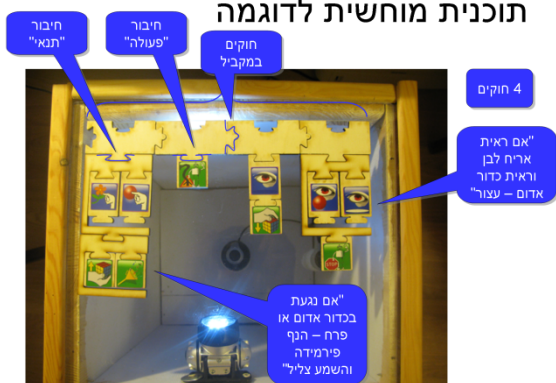 תוכנית מוחשית לדוגמה
חיבור
"תנאי"
חיבור
"פעולה"
חוקים
במקביל
4 חוקים
"אם ראית
אריח לבן
וראית כדור
אדום – עצור"
"אם נגעת
בכדור אדום או
פרח – הנף
פירמידה
והשמע צליל"
STOP